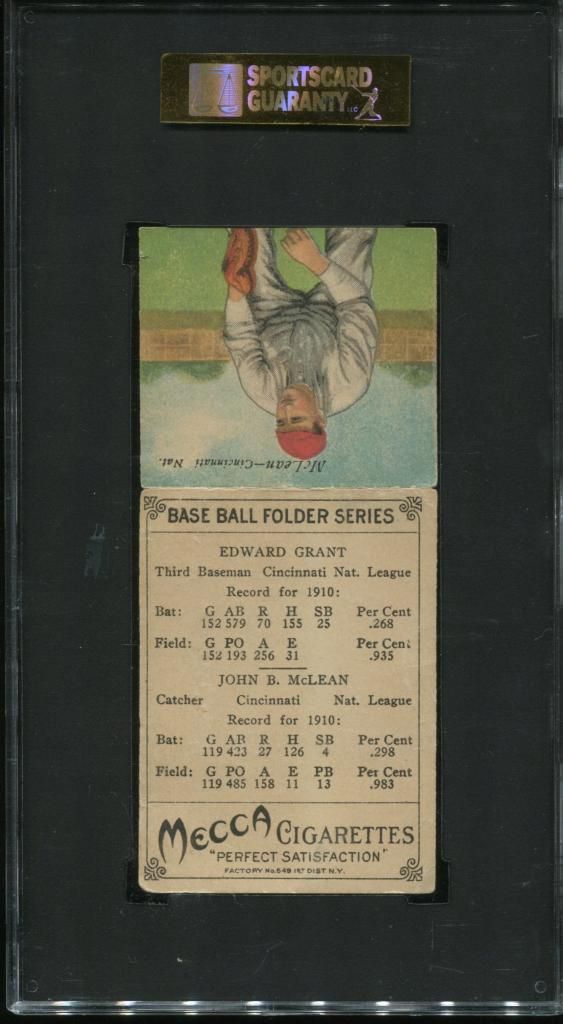 SPORTSCARD
GUARANTY LLC
McLean—Cincinnati Nat.
BASE BALL FOLDER SERIES
EDWARD GRANT
Third Baseman Cincinnati Nat. League
Record for 1910:
Bat: G AB R H SB Per Cent
152 579 70 155 25 .268
Field: G PO A E Per Cent
152 193 256 31 .935
JOHN B. McLEAN
Catcher Cincinnati Nat. League
Record for 1910:
Bat: G AB R H SB Per Cent
119 423 27 126 4 .298
Field: G PO A E PB Per Cent
119 485 158 11 13 .983
MECCA CIGARETTES
"PERFECT SATISFACTION"
FACTORY No. 649 1ST DIST. N.Y.